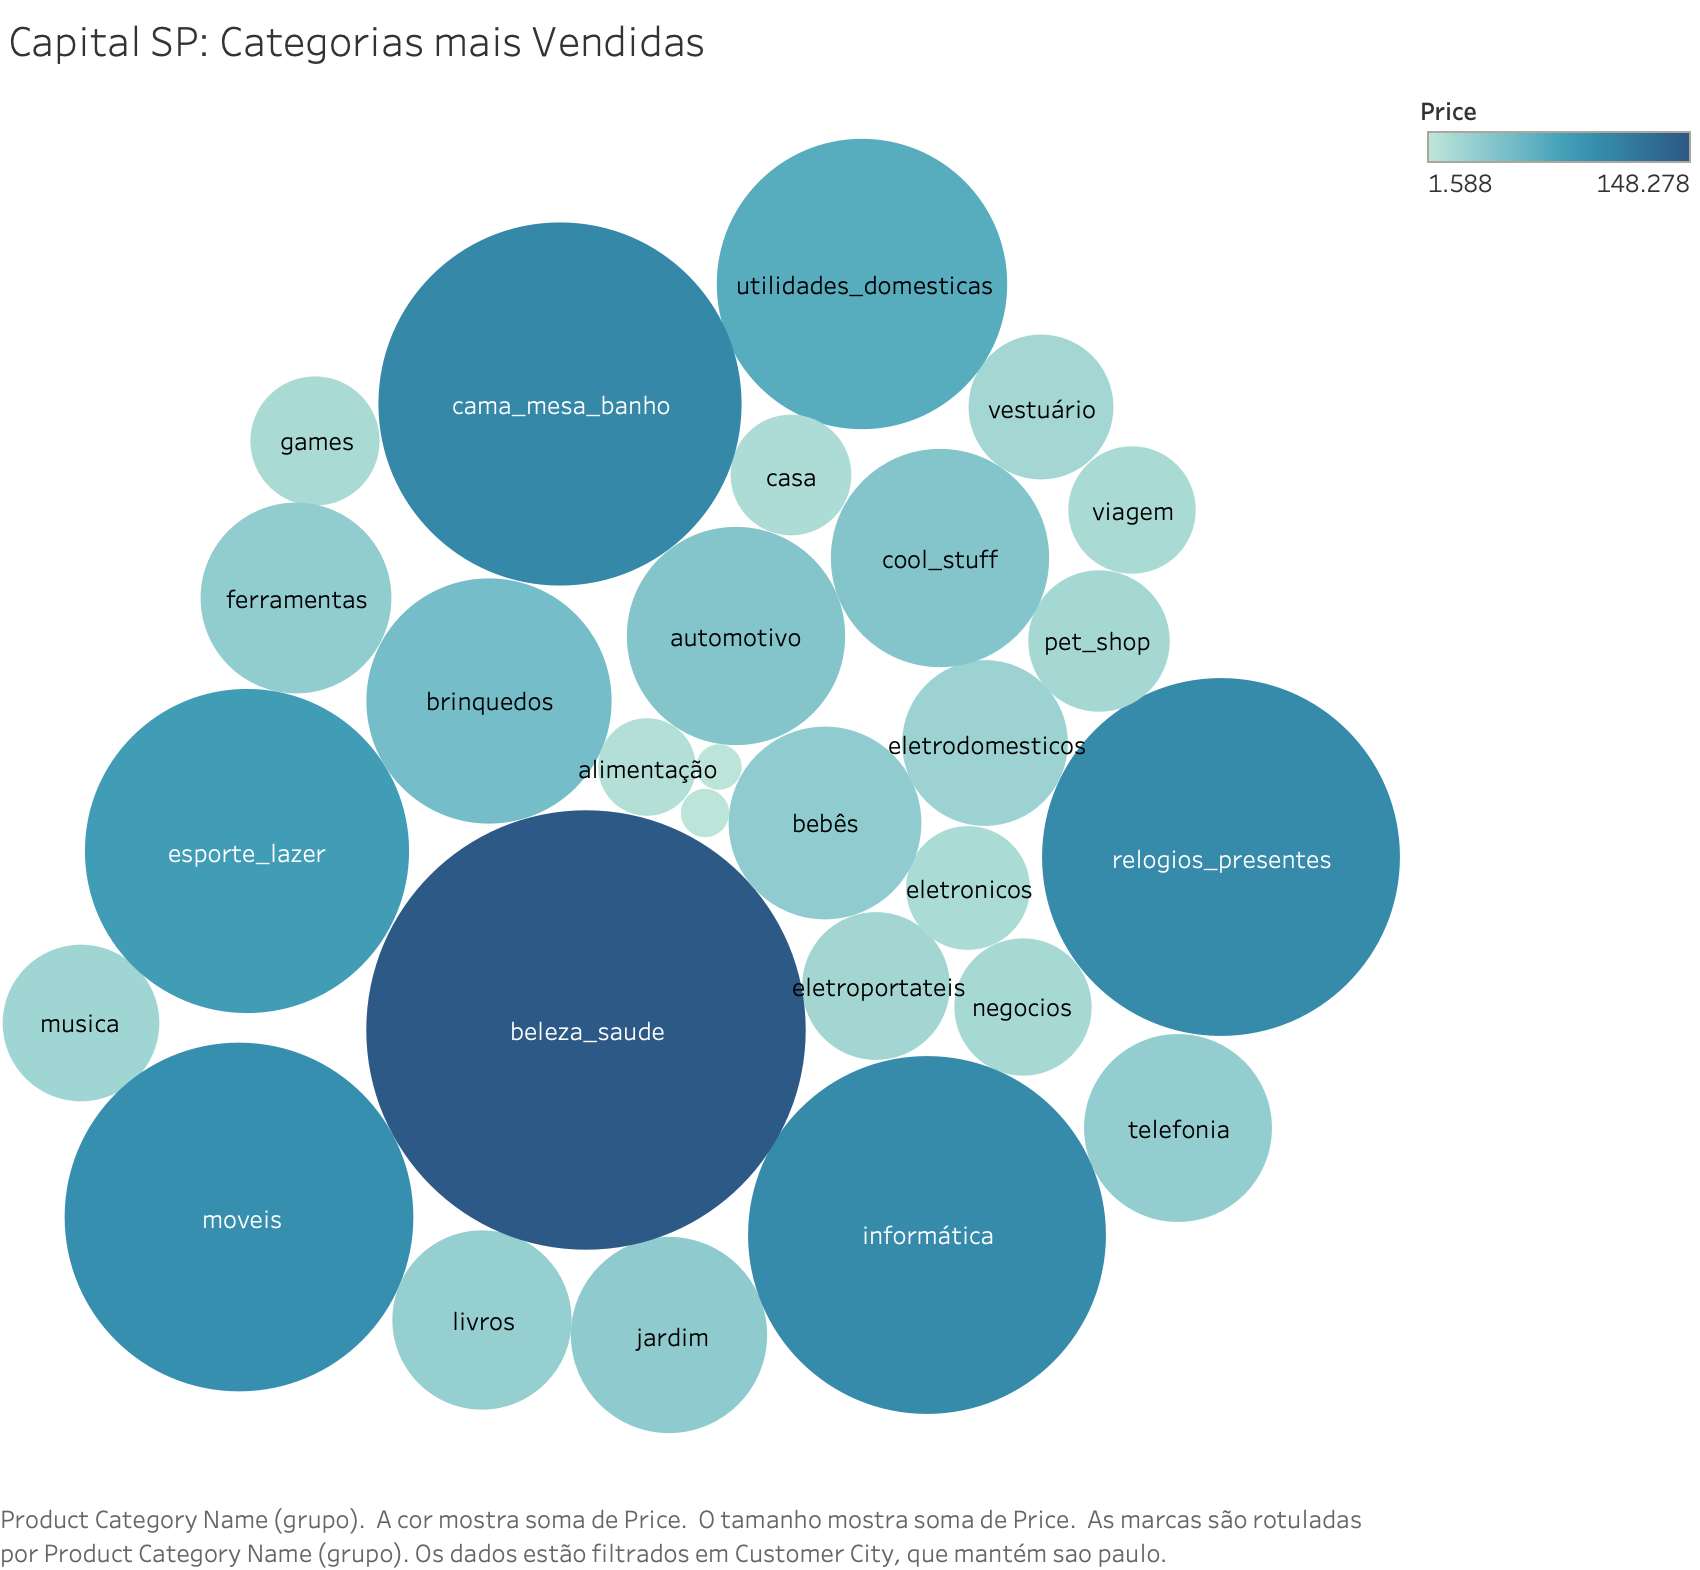 Capital SP: Categorias mais Vendidas
Price
1.588
148.278
utilidades_domesticas
cama_mesa_banho
vestuário
games
casa
viagem
cool_stuff
ferramentas
automotivo
pet_shop
brinquedos
eletrodomesticos
alimentação
bebês
esporte_lazer
relogios_presentes
eletronicos
eletroportateis
negocios
musica
beleza_saude
telefonia
moveis
informática
livros
jardim
Product Category Name (grupo).  A cor mostra soma de Price.  O tamanho mostra soma de Price.  As marcas são rotuladas
por Product Category Name (grupo). Os dados estão filtrados em Customer City, que mantém sao paulo.